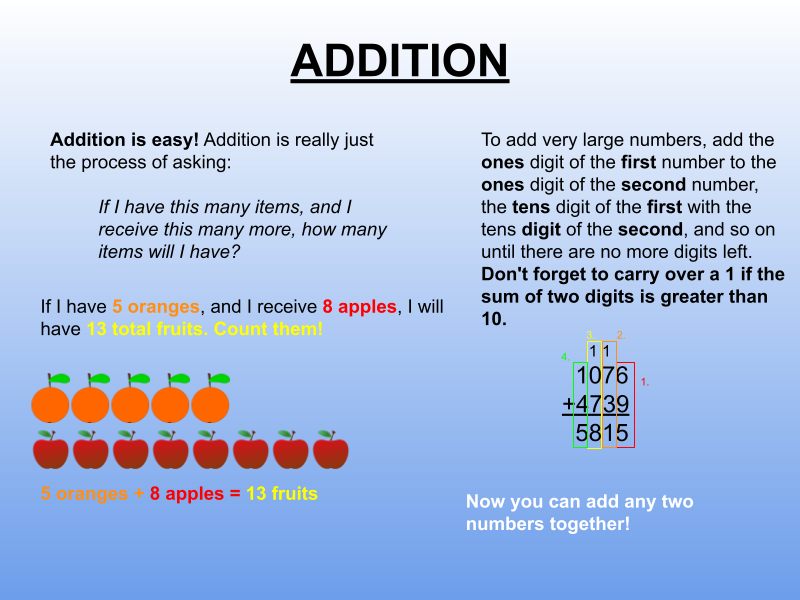 ADDITION
Addition is easy! Addition is really just
the process of asking:
If I have this many items, and I
receive this many more, how many
items will I have?
If I have 5 oranges, and I receive 8 apples, I will
have 13 total fruits. Count them!
5 oranges + 8 apples = 13 fruits
To add very large numbers, add the
ones digit of the first number to the
ones digit of the second number,
the tens digit of the first with the
tens digit of the second, and so on
until there are no more digits left.
Don't forget to carry over a 1 if the
sum of two digits is greater than
10.
3. 2.
4. 1 1
1076 1.
+4739
5815
Now you can add any two
numbers together!